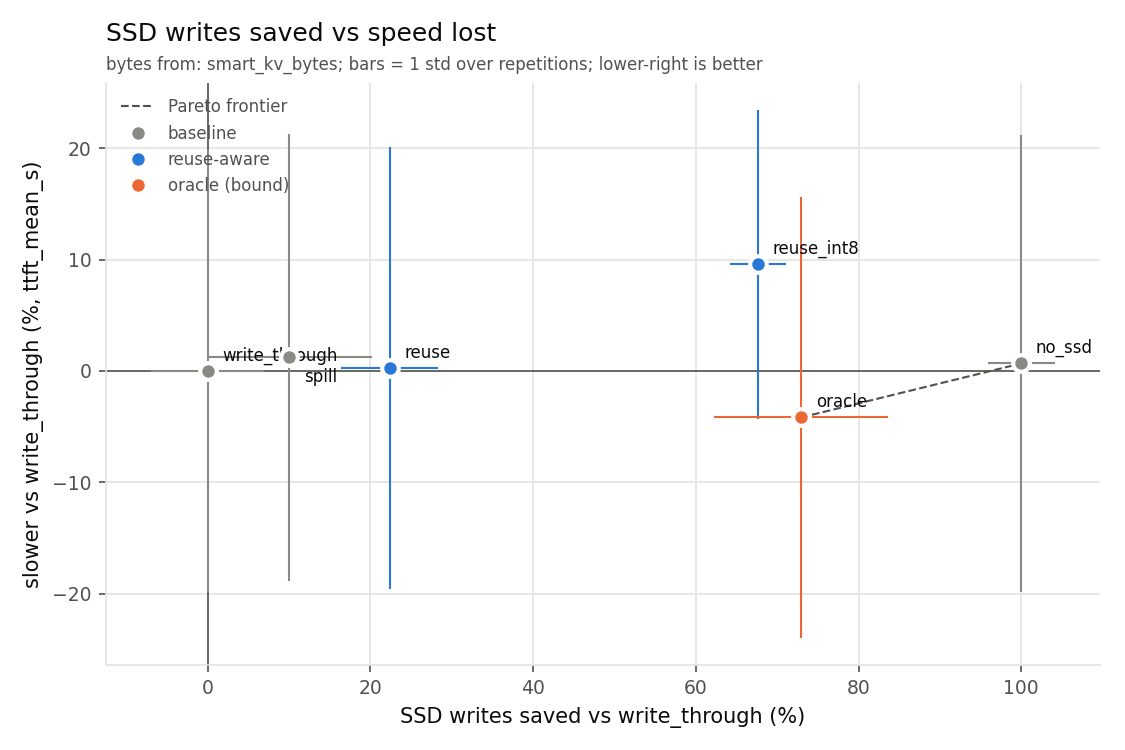 SSD writes saved vs speed lost
bytes from: smart_kv_bytes; bars = 1 std over repetitions; lower-right is better
Pareto frontier
baseline
reuse-aware
oracle (bound)
slower vs write_through (%, ttft_mean_s)
20
10
0
−10
−20
write_through
spill
reuse
reuse_int8
oracle
no_ssd
0
20
40
60
80
100
SSD writes saved vs write_through (%)